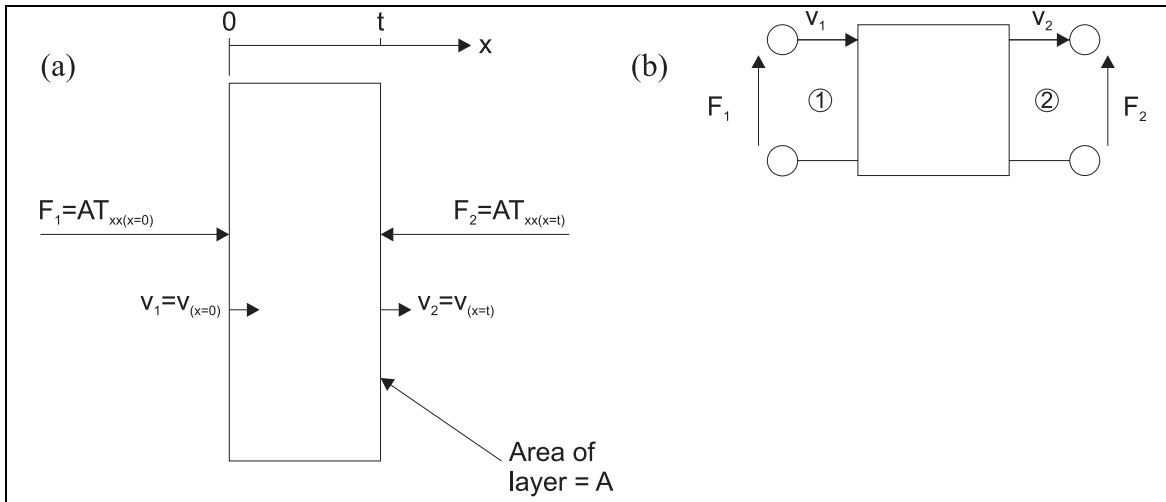 0 t
x
(a)
F₁=ATₓₓ₍ₓ₌₀₎ F₂=ATₓₓ₍ₓ₌ₜ₎
v₁=v₍ₓ₌₀₎ v₂=v₍ₓ₌ₜ₎
Area of
layer = A
(b)
v₁ v₂
F₁ ① ② F₂